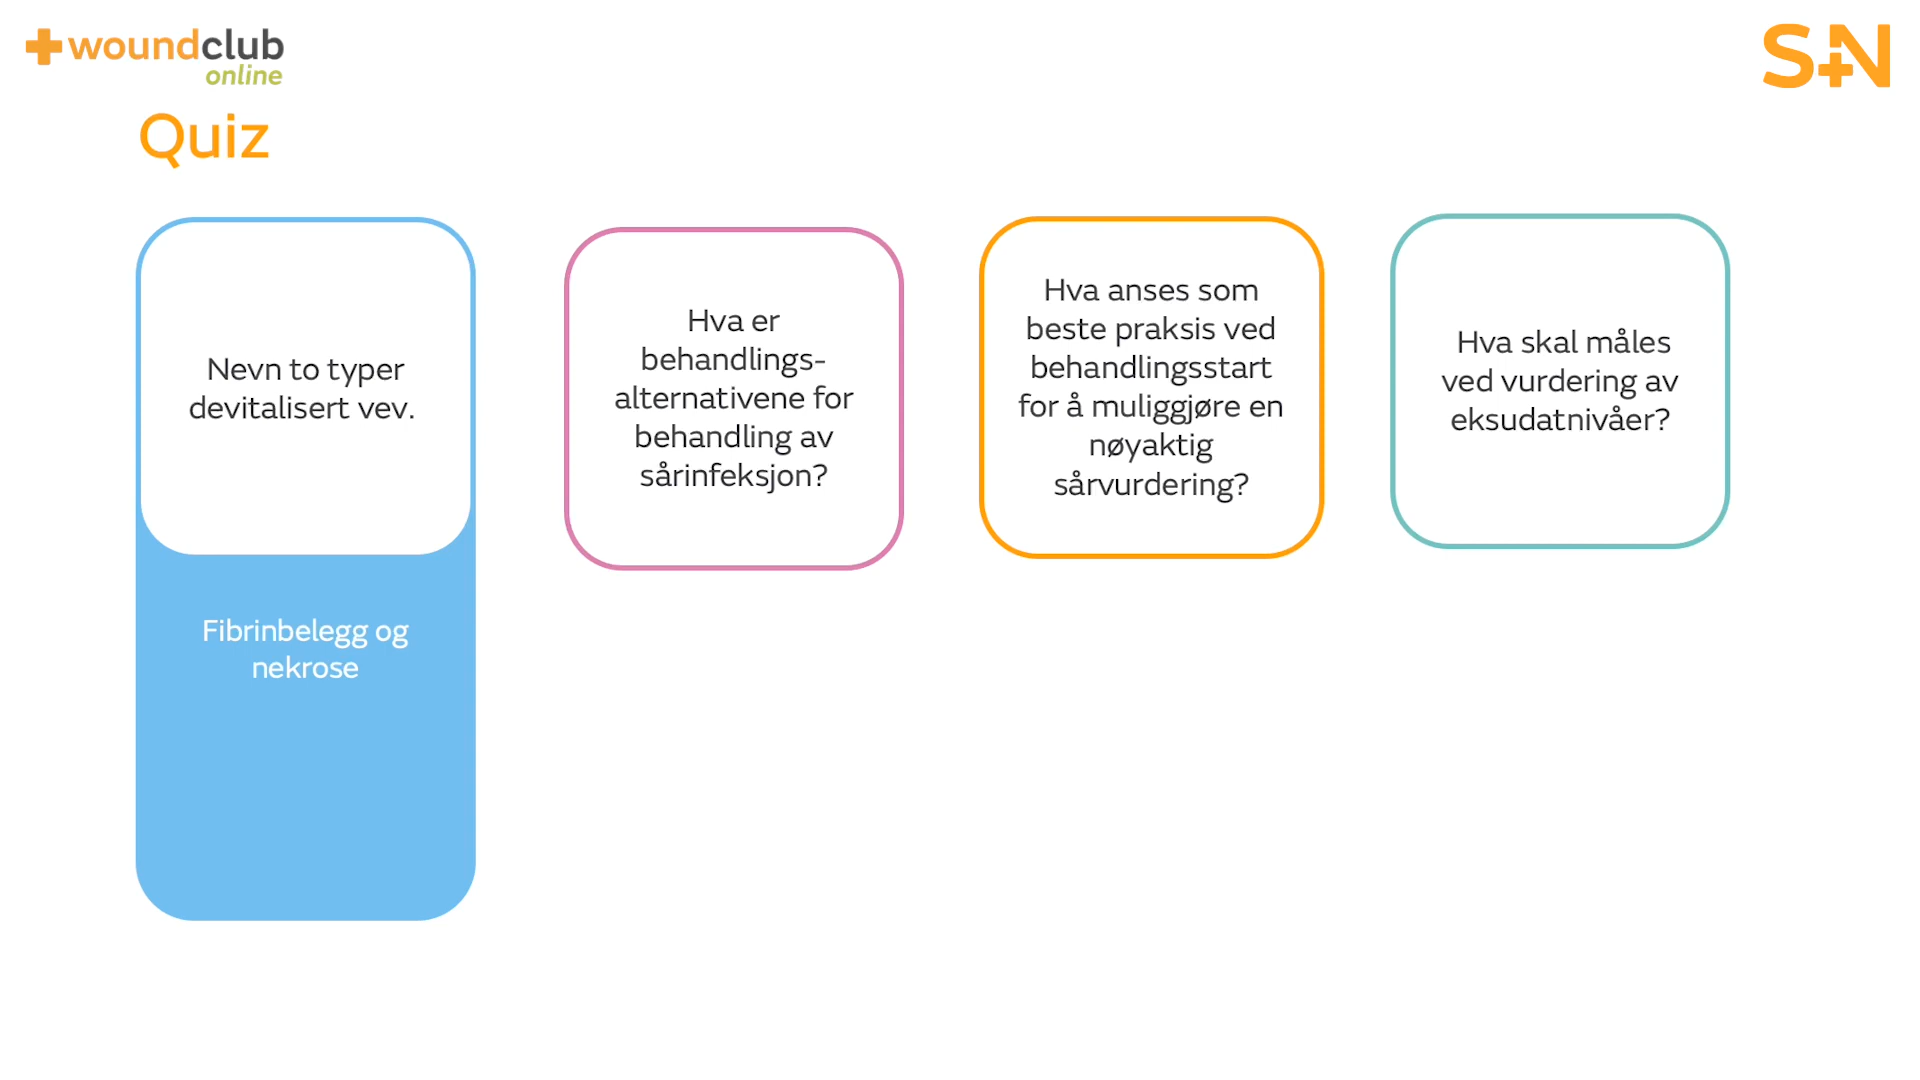 woundclub
online
S+N
Quiz
Nevn to typer
devitalisert vev.
Fibrinbelegg og
nekrose
Hva er
behandlings-
alternativene for
behandling av
sårinfeksjon?
Hva anses som
beste praksis ved
behandlingsstart
for å muliggjøre en
nøyaktig
sårvurdering?
Hva skal måles
ved vurdering av
eksudatnivåer?